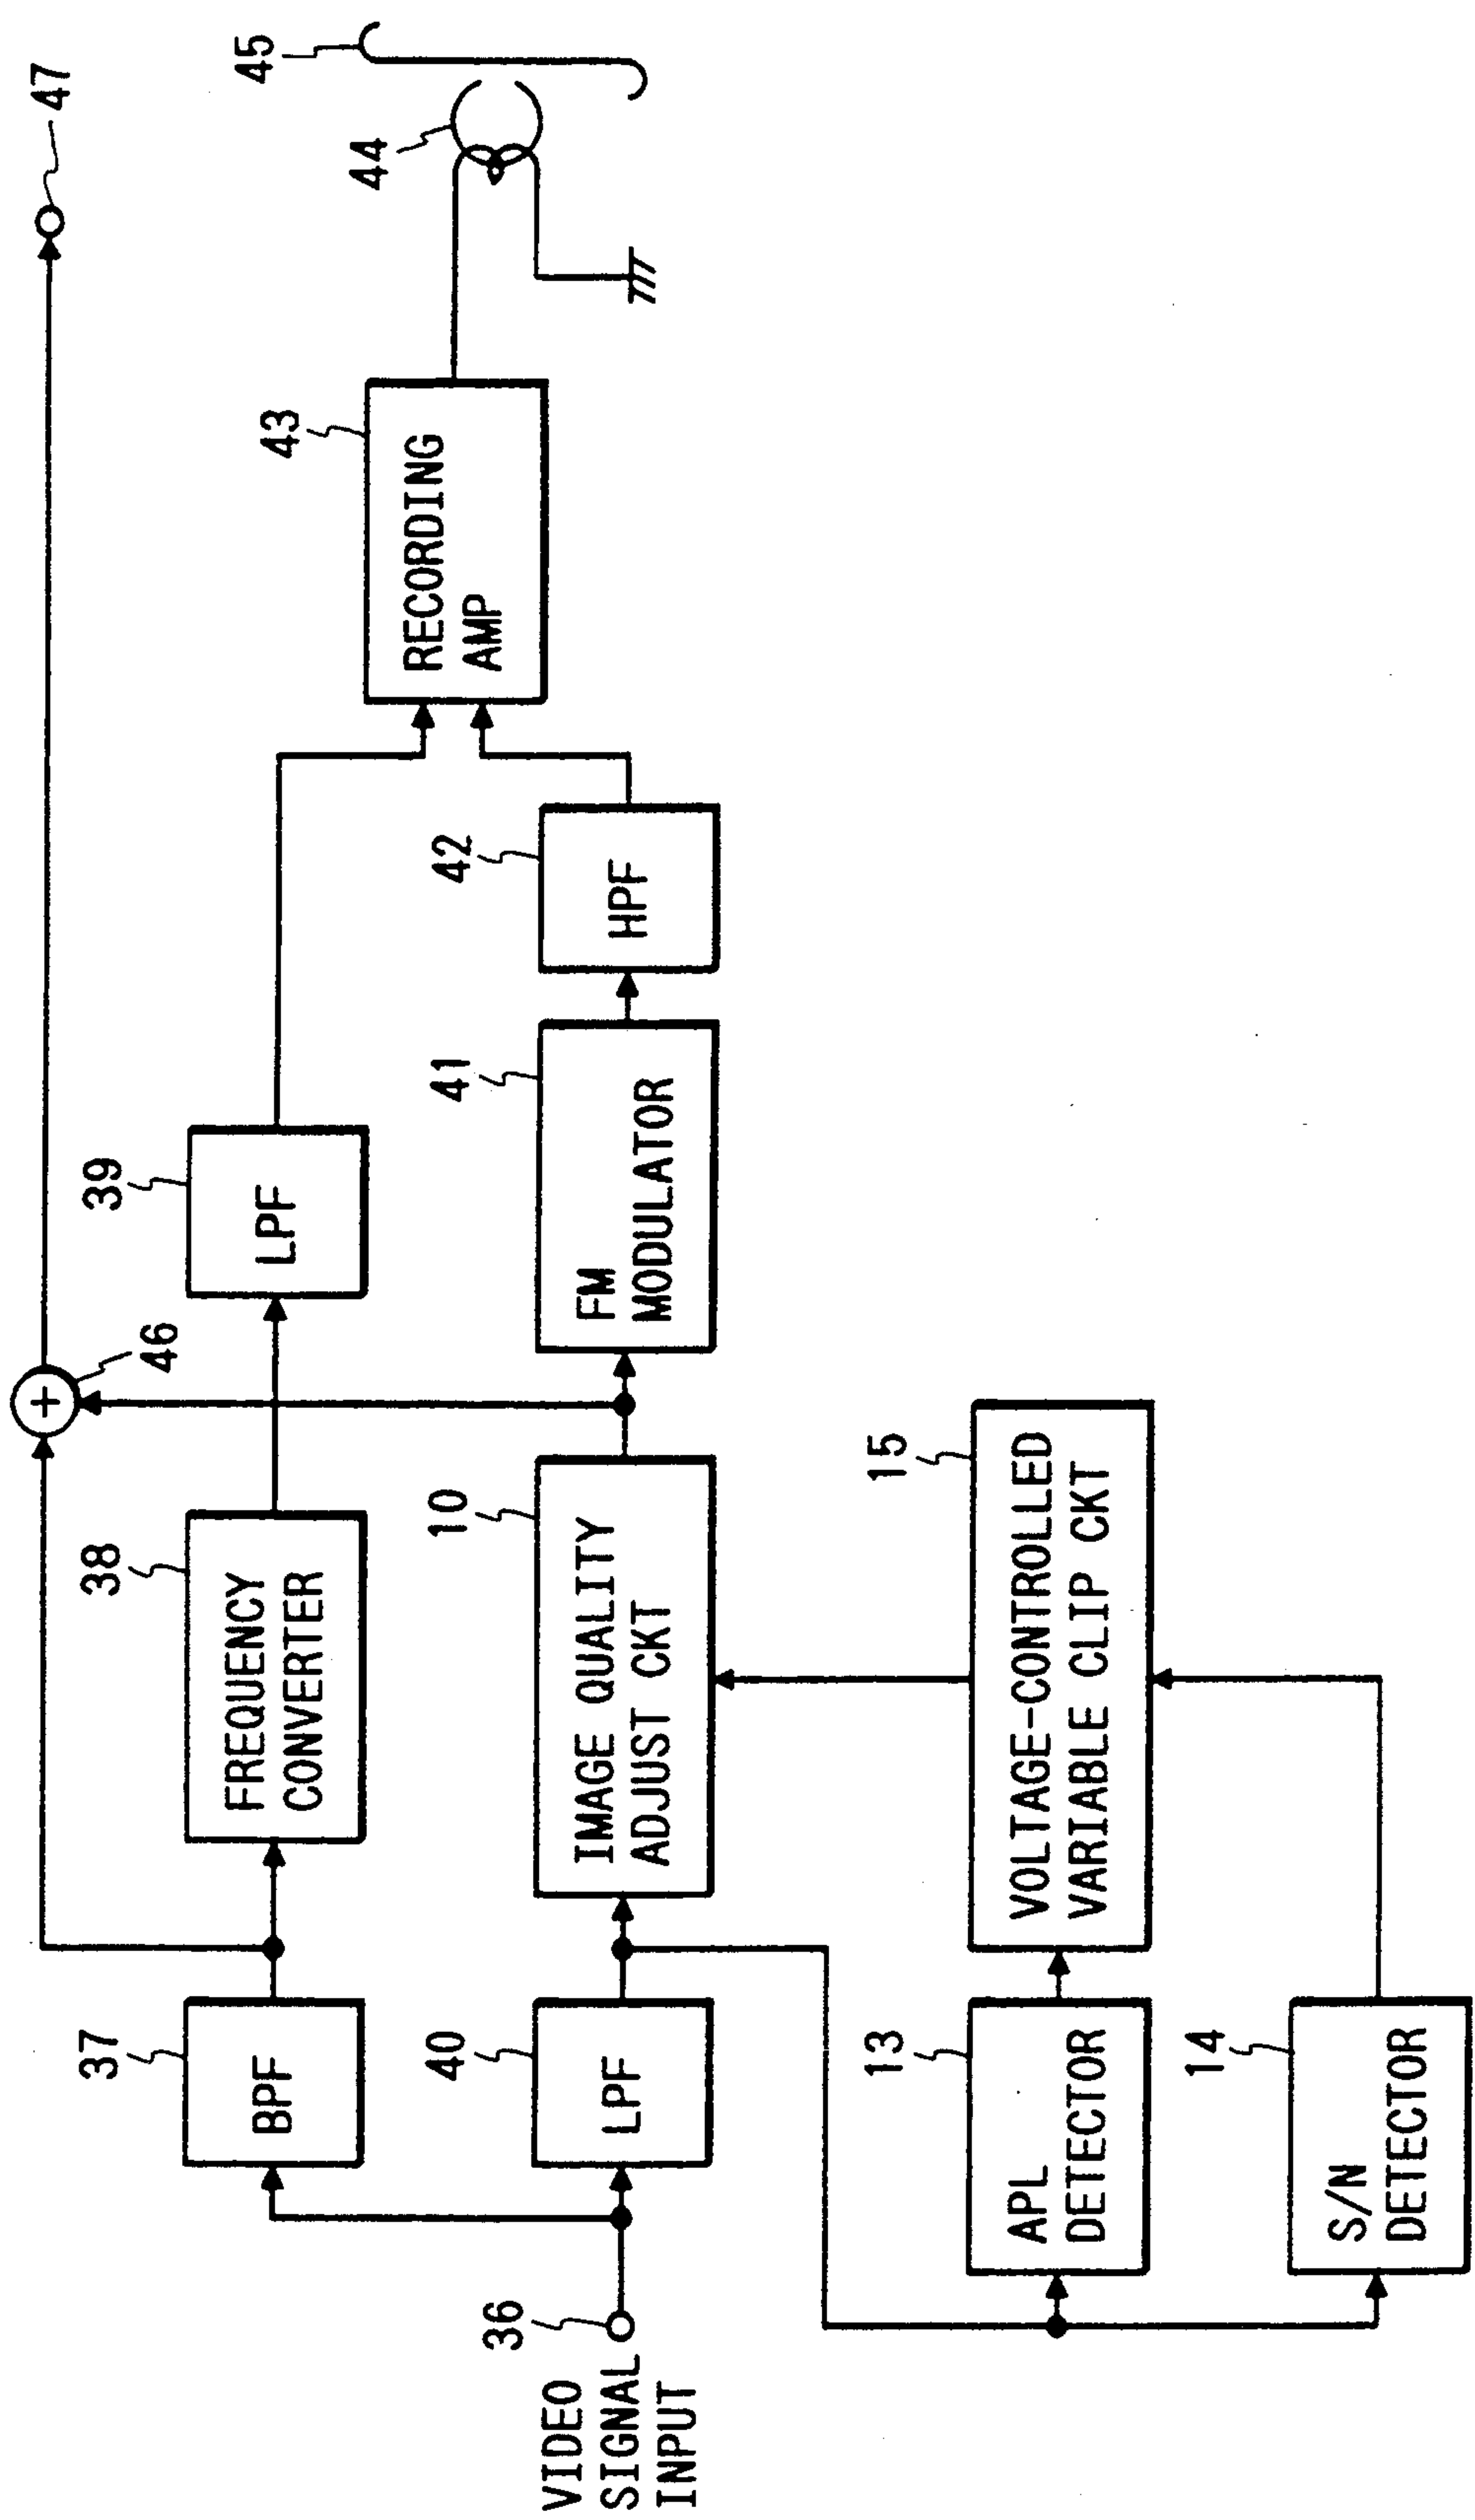 47
45
44
46
39
43
38
37
RECORDING
AMP
LPF
FREQUENCY
CONVERTER
BPF
42
41
10
40
HPF
FM
MODULATOR
IMAGE QUALITY
ADJUST CKT
LPF
36
VIDEO
SIGNAL
INPUT
15
13
VOLTAGE-CONTROLLED
VARIABLE CLIP CKT
APL
DETECTOR
14
S/N
DETECTOR
+